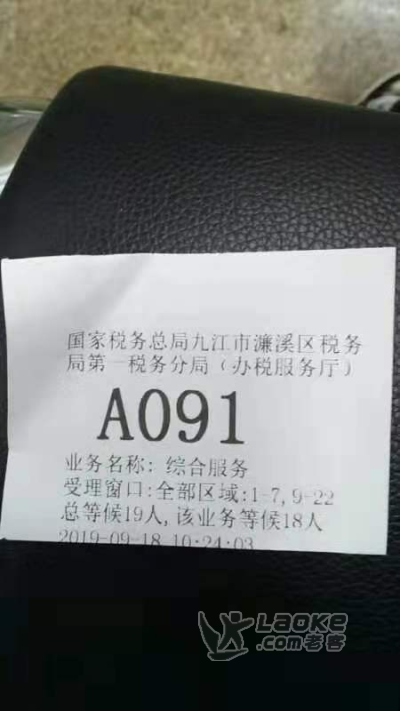 国家税务总局九江市濂溪区税务
局第一税务分局（办税服务厅）
A091
业务名称: 综合服务
受理窗口:全部区域:1-7,9-22
总等候19人,该业务等候18人
2019-09-18 10:24:03
LAOKE
.com老客